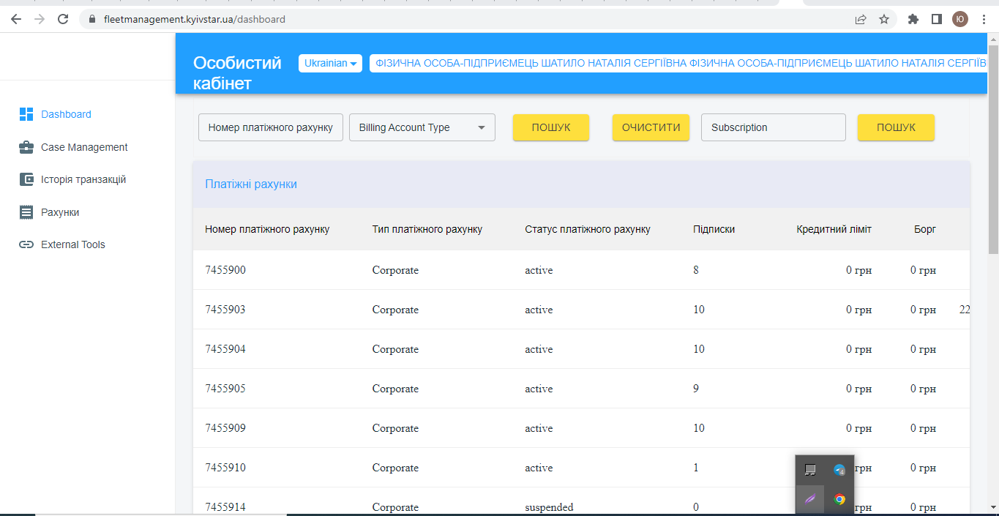 fleetmanagement.kyivstar.ua/dashboard
Ю
Особистий
кабінет
Ukrainian
ФІЗИЧНА ОСОБА-ПІДПРИЄМЕЦЬ ШАТИЛО НАТАЛІЯ СЕРГІЇВНА ФІЗИЧНА ОСОБА-ПІДПРИЄМЕЦЬ ШАТИЛО НАТАЛІЯ СЕРГІЇВ
Dashboard
Case Management
Історія транзакцій
Рахунки
External Tools
Номер платіжного рахунку Billing Account Type ПОШУК ОЧИСТИТИ Subscription ПОШУК
Платіжні рахунки
Номер платіжного рахунку Тип платіжного рахунку Статус платіжного рахунку Підписки Кредитний ліміт Борг
7455900 Corporate active 8 0 грн 0 грн
7455903 Corporate active 10 0 грн 0 грн 22
7455904 Corporate active 10 0 грн 0 грн
7455905 Corporate active 9 0 грн 0 грн
7455909 Corporate active 10 0 грн 0 грн
7455910 Corporate active 1 грн 0 грн
7455914 Corporate suspended 0 грн 0 грн
4